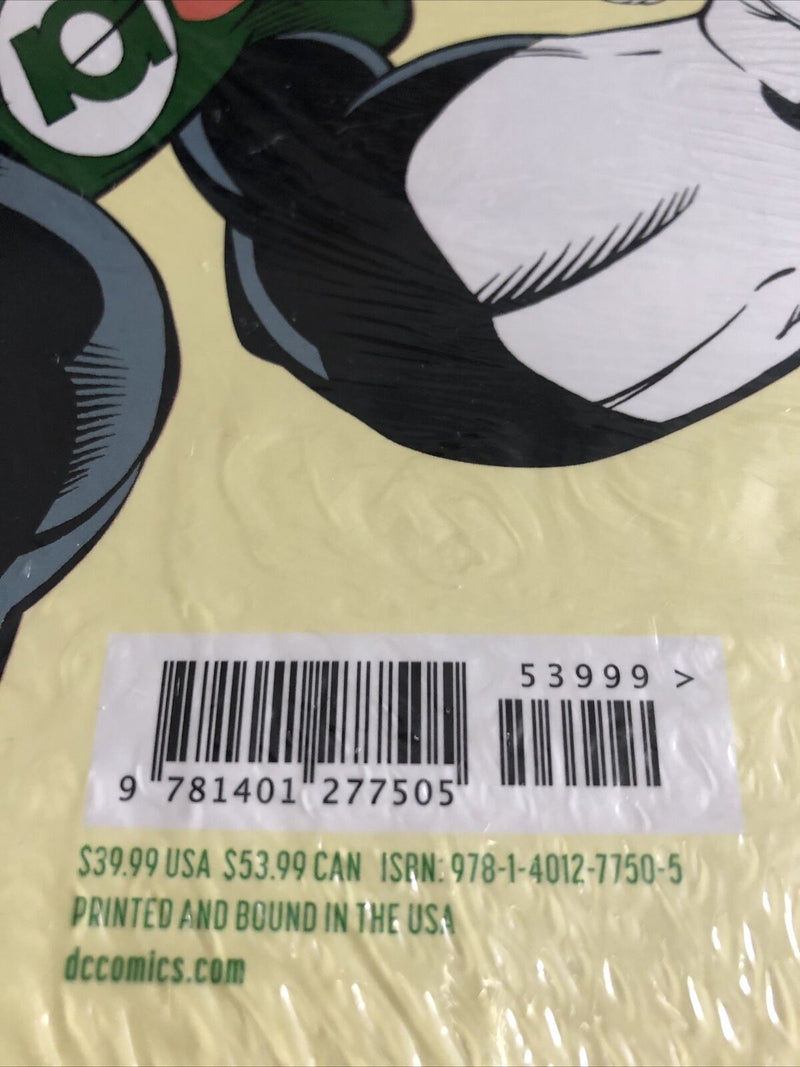 53999 >
9 781401 277505
$39.99 USA $53.99 CAN ISBN: 978-1-4012-7750-5
PRINTED AND BOUND IN THE USA
dccomics.com